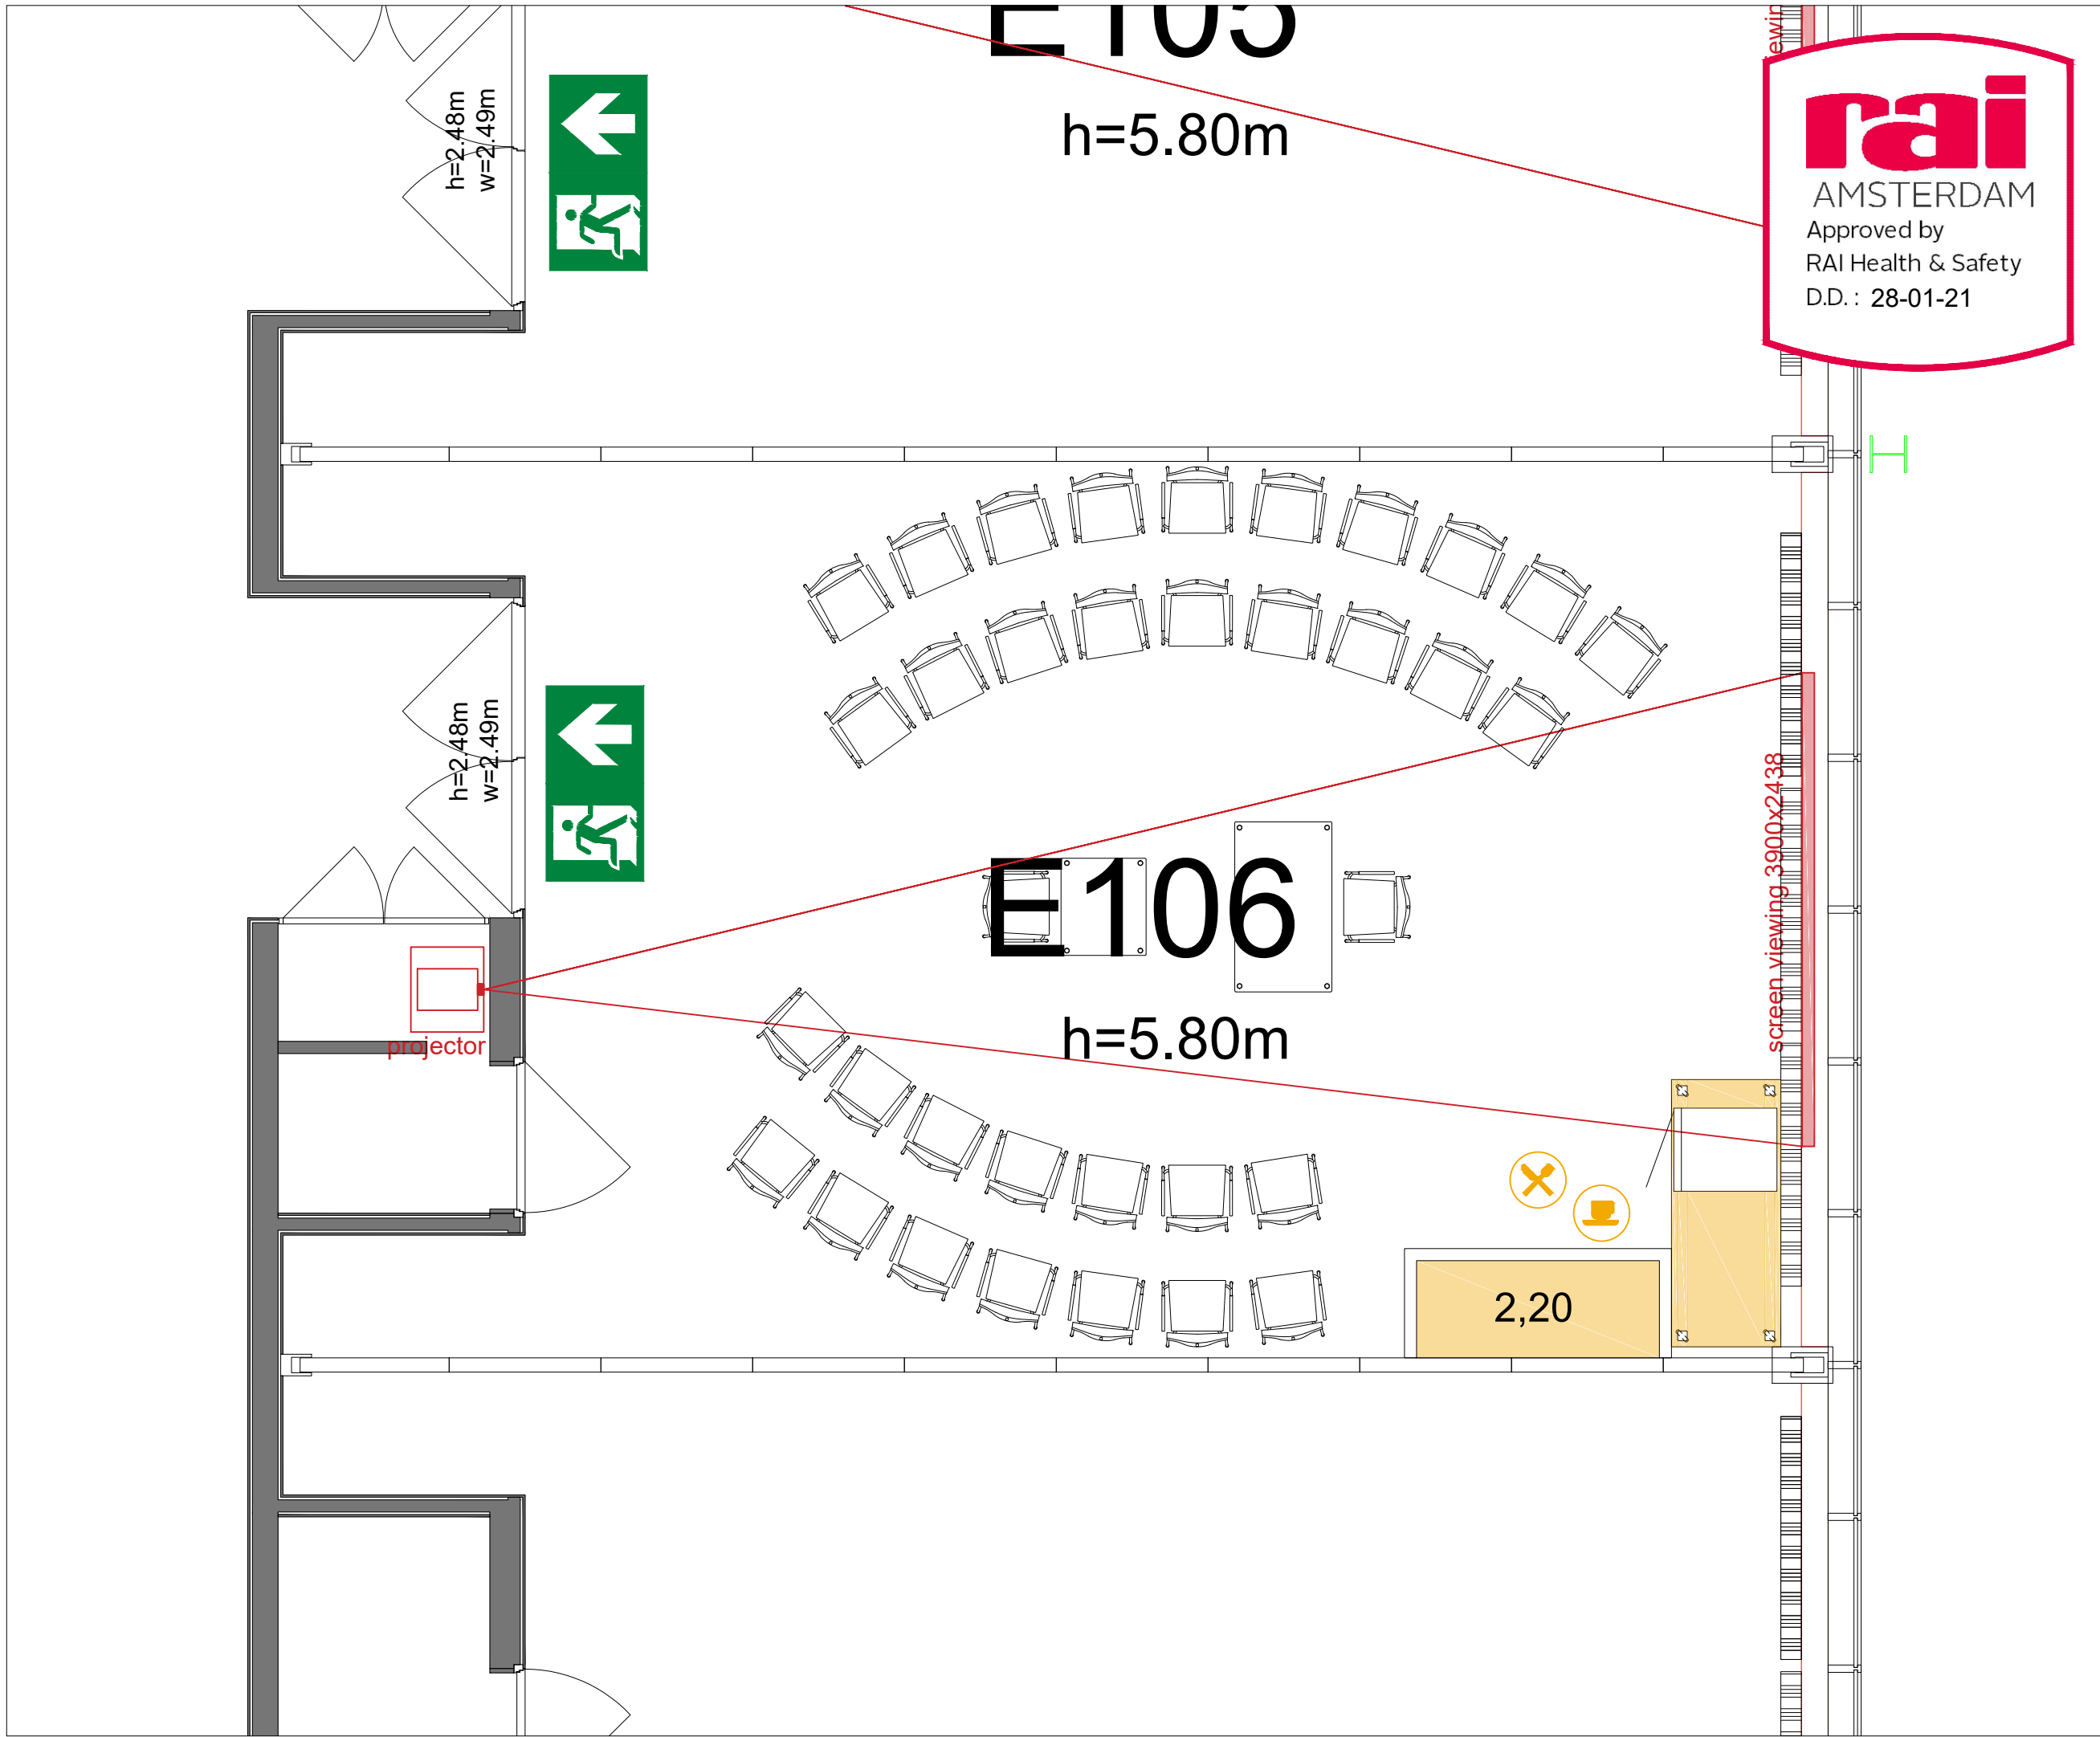 E105
h=5.80m
h=2.48m
w=2.49m
rai
AMSTERDAM
Approved by
RAI Health & Safety
D.D. : 28-01-21
h=2.48m
w=2.49m
screen viewing 3900x2438
E106
h=5.80m
projector
2,20